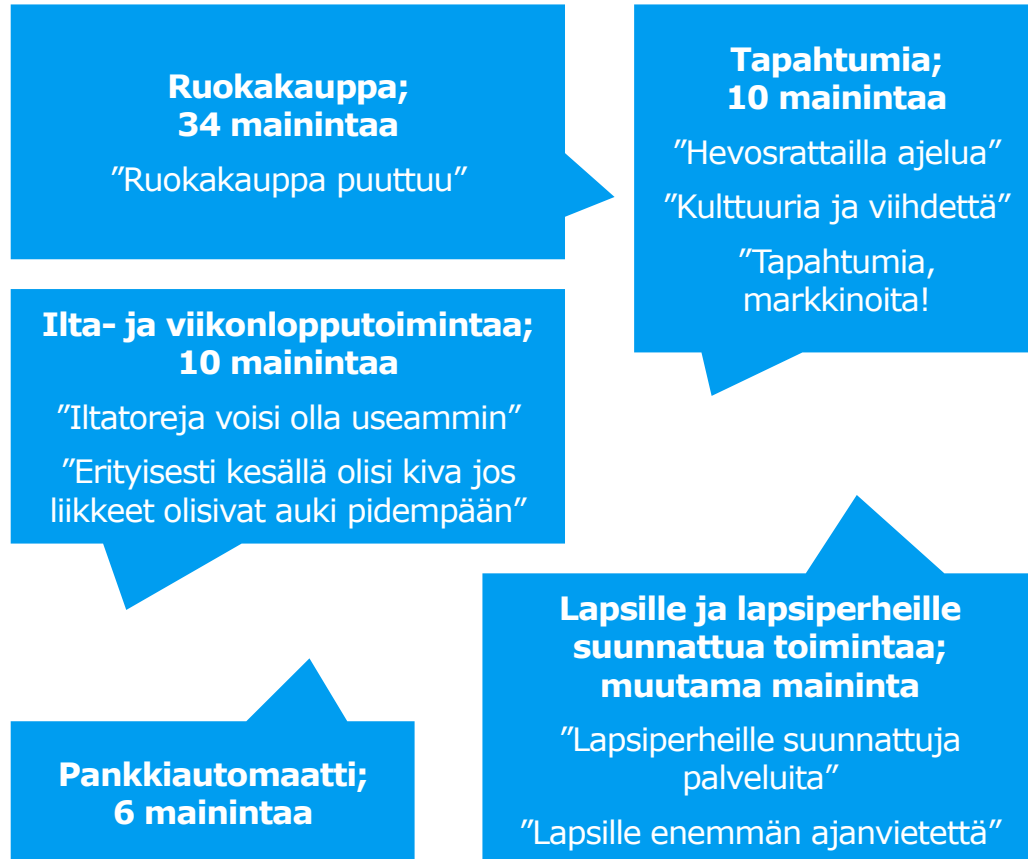 Ruokakauppa;
34 mainintaa
”Ruokakauppa puuttuu”
Tapahtumia;
10 mainintaa
”Hevosrattailla ajelua”
”Kulttuuria ja viihdettä”
”Tapahtumia,
markkinoita!
Ilta- ja viikonlopputoimintaa;
10 mainintaa
”Iltatoreja voisi olla useammin”
”Erityisesti kesällä olisi kiva jos
liikkeet olisivat auki pidempään”
Lapsille ja lapsiperheille
suunnattua toimintaa;
muutama maininta
”Lapsiperheille suunnattuja
palveluita”
”Lapsille enemmän ajanvietettä”
Pankkiautomaatti;
6 mainintaa